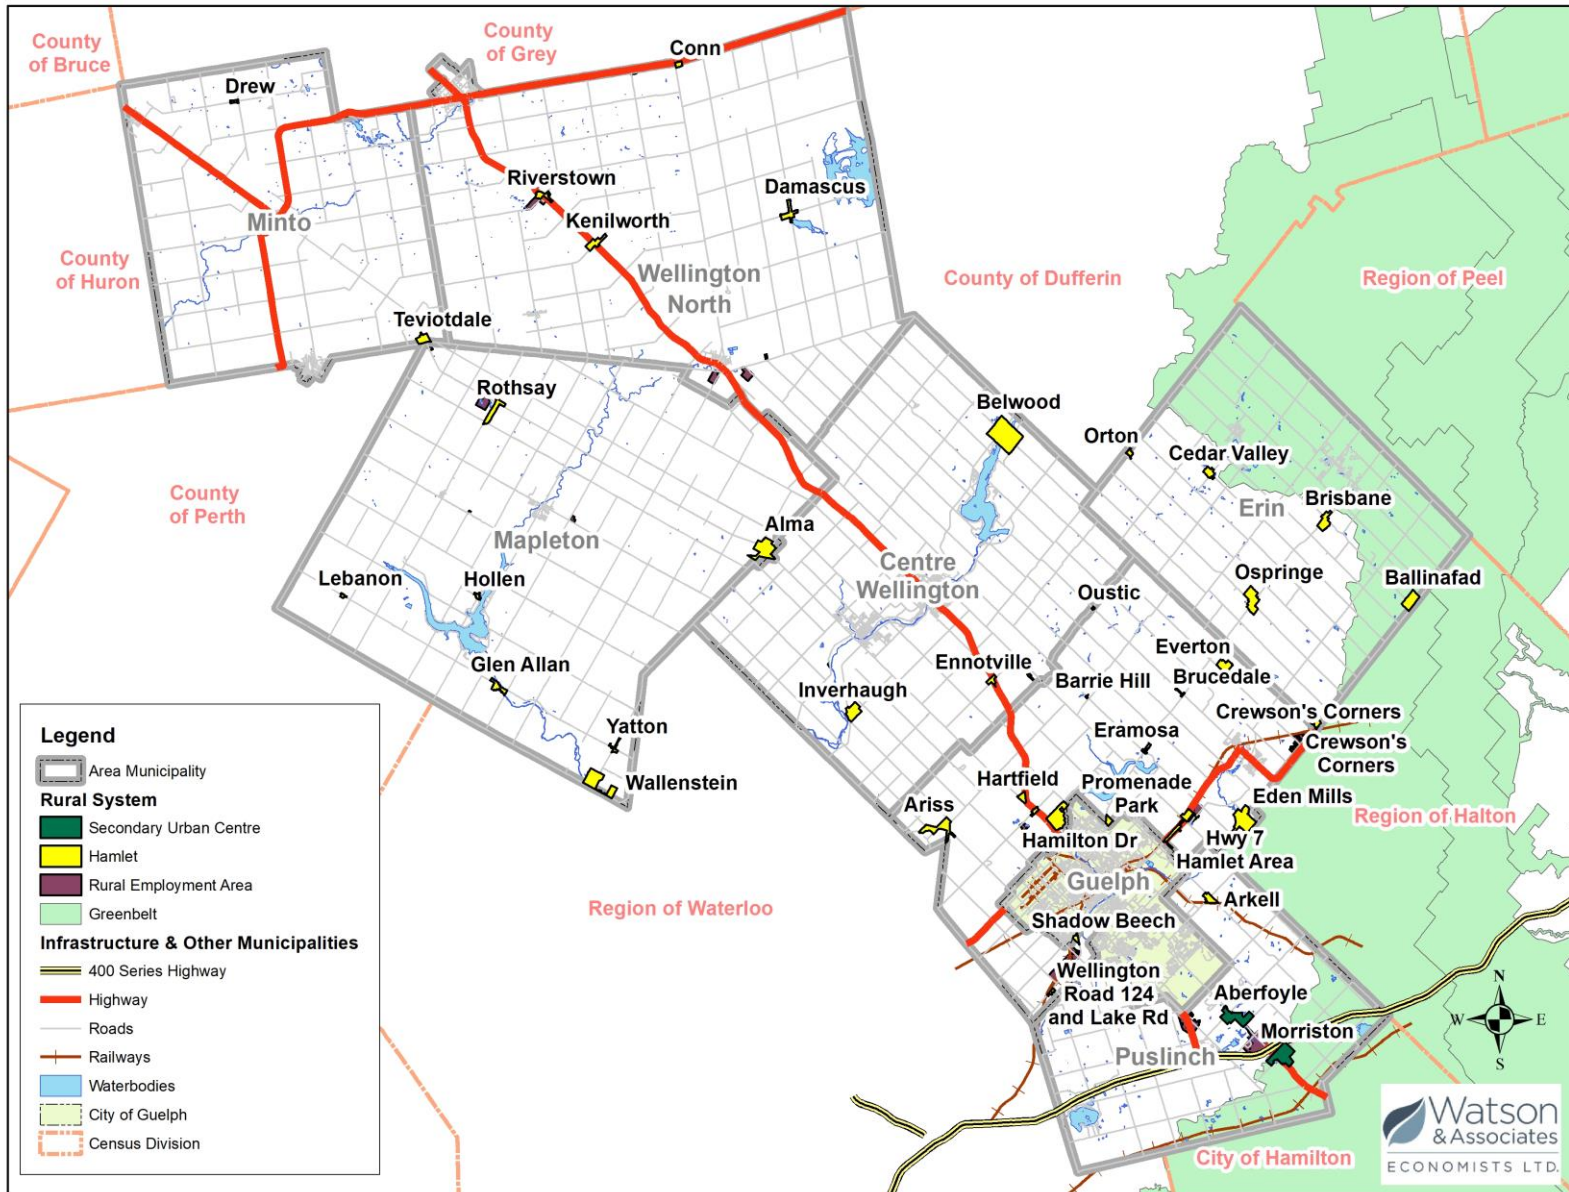 County
of Bruce
County
of Grey
Conn
Drew
Riverstown
Damascus
Kenilworth
Minto
County
of Huron
Wellington
North
County of Dufferin
Region of Peel
Teviotdale
Rothsay
Belwood
Orton
Cedar Valley
Brisbane
Erin
County
of Perth
Alma
Mapleton
Centre
Wellington
Lebanon
Hollen
Oustic
Ospringe
Ballinafad
Glen Allan
Ennotville
Everton
Barrie Hill
Brucedale
Inverhaugh
Crewson's Corners
Eramosa
Crewson's
Corners
Yatton
Wallenstein
Hartfield
Promenade
Park
Ariss
Eden Mills
Hamilton Dr
Hwy 7
Hamlet Area
Region of Halton
Guelph
Arkell
Region of Waterloo
Shadow Beech
Wellington
Road 124
and Lake Rd
Aberfoyle
Morriston
Puslinch
City of Hamilton
N
W
E
S
Legend
Area Municipality
Rural System
Secondary Urban Centre
Hamlet
Rural Employment Area
Greenbelt
Infrastructure & Other Municipalities
400 Series Highway
Highway
Roads
Railways
Waterbodies
City of Guelph
Census Division
Watson
& Associates
ECONOMISTS LTD.